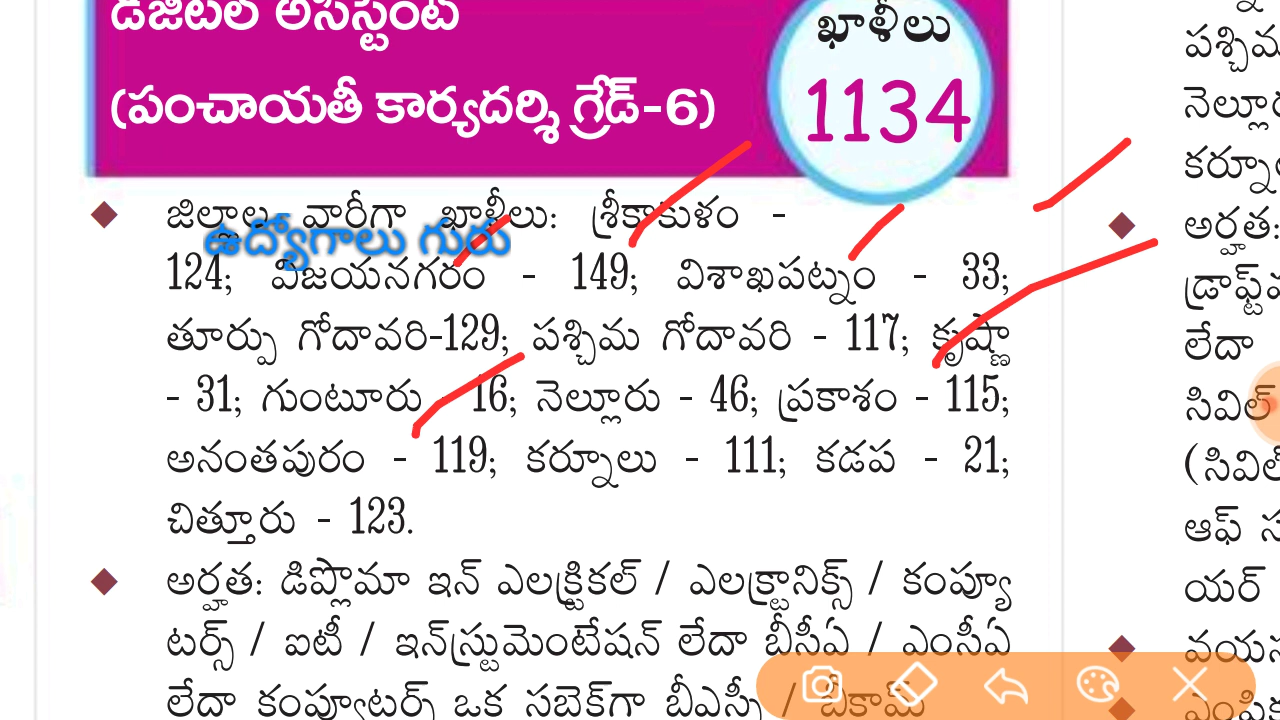 డిజిటల్ అసిస్టెంట్
(పంచాయతీ కార్యదర్శి గ్రేడ్-6)
ఖాళీలు
1134
జిల్లాల వారీగా ఖాళీలు: శ్రీకాకుళం -
ఉద్యోగాలు గురు
124; విజయనగరం - 149; విశాఖపట్నం - 33;
తూర్పు గోదావరి-129; పశ్చిమ గోదావరి - 117; కృష్ణా
- 31; గుంటూరు - 16; నెల్లూరు - 46; ప్రకాశం - 115;
అనంతపురం - 119; కర్నూలు - 111; కడప - 21;
చిత్తూరు - 123.
అర్హత: డిప్లొమా ఇన్ ఎలక్ట్రికల్ / ఎలక్ట్రానిక్స్ / కంప్యూ
టర్స్ / ఐటీ / ఇన్‌స్ట్రుమెంటేషన్ లేదా బీసీఏ / ఎంసీఏ
లేదా కంప్యూటర్స్ ఒక సబెక్‌గా బీఎస్సీ / బీకామ్
పశ్చిమ
నెల్లూరు
కర్నూ
అర్హత:
డ్రాఫ్ట్
లేదా
సివిల్
(సివిల్
ఆఫ్ స
యర్
వయస
ఎంపిక